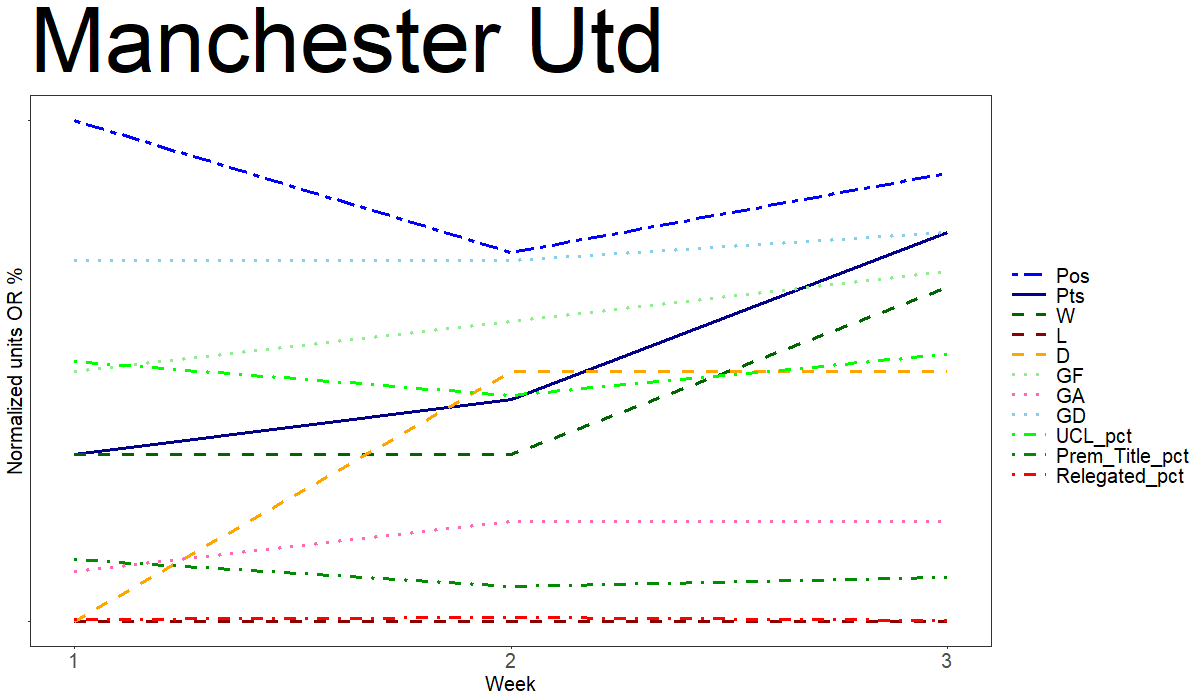 Manchester Utd
Normalized units OR %
Pos
Pts
W
L
D
GF
GA
GD
UCL_pct
Prem_Title_pct
Relegated_pct
1
2
3
Week